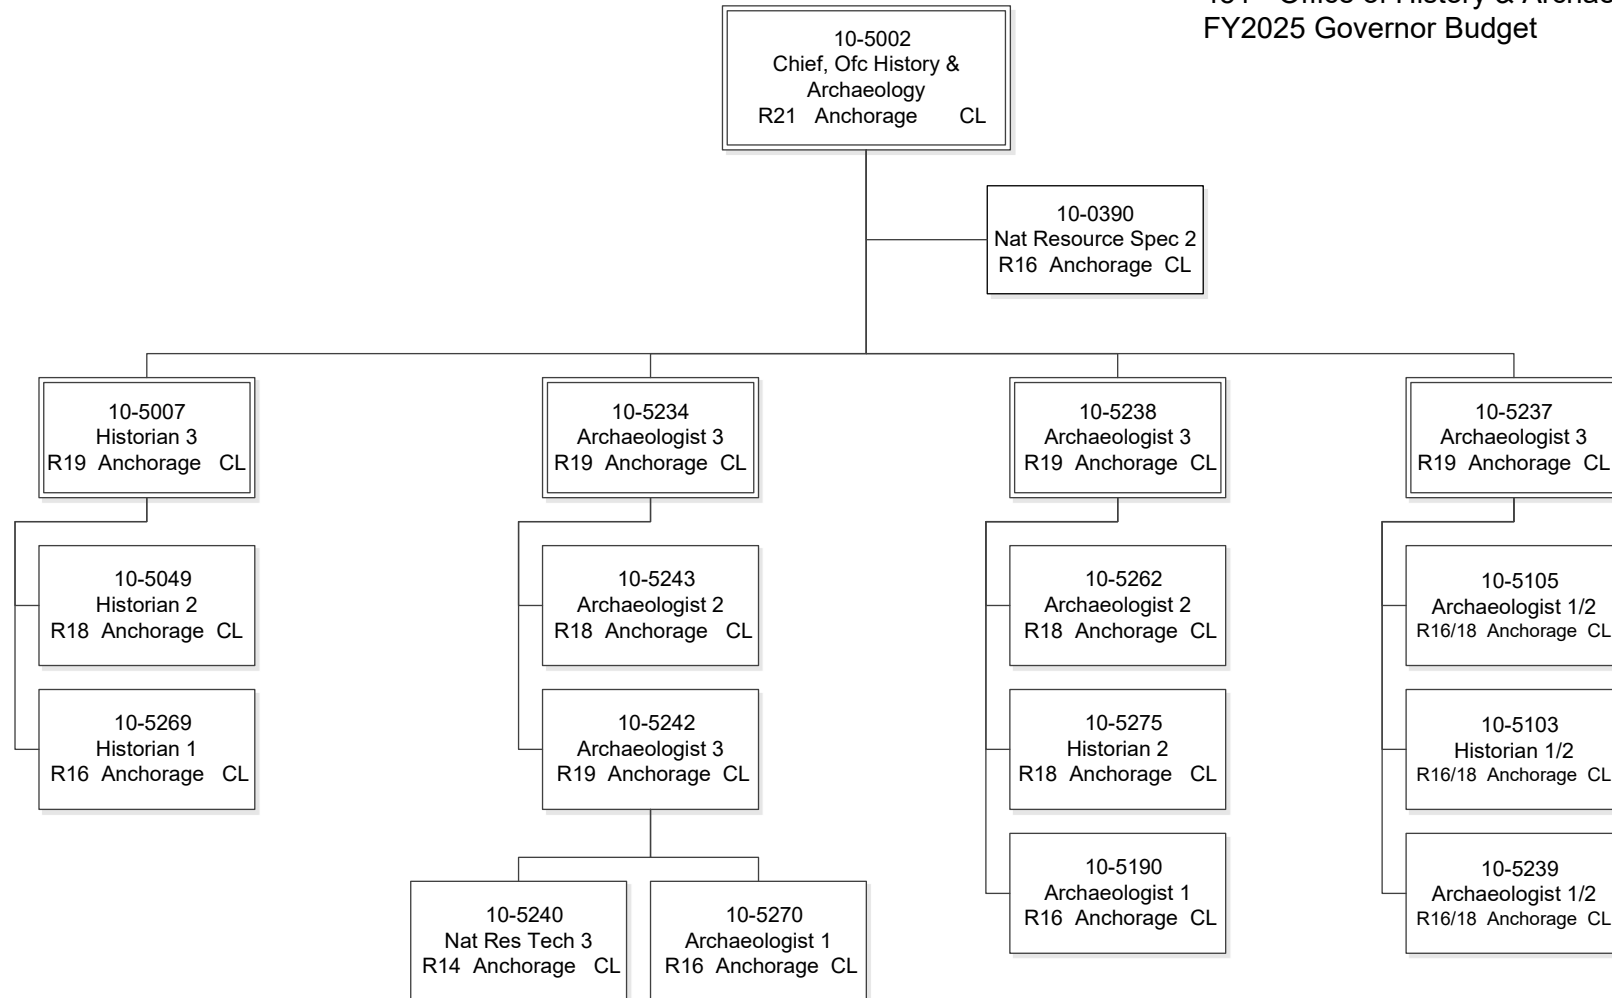 Office of History &
FY2025 Governor Budget
10-5002
Chief, Ofc History &
Archaeology
R21 Anchorage CL
10-0390
Nat Resource Spec 2
R16 Anchorage CL
10-5007
Historian 3
R19 Anchorage CL
10-5234
Archaeologist 3
R19 Anchorage CL
10-5238
Archaeologist 3
R19 Anchorage CL
10-5237
Archaeologist 3
R19 Anchorage CL
10-5049
Historian 2
R18 Anchorage CL
10-5243
Archaeologist 2
R18 Anchorage CL
10-5262
Archaeologist 2
R18 Anchorage CL
10-5105
Archaeologist 1/2
R16/18 Anchorage CL
10-5269
Historian 1
R16 Anchorage CL
10-5242
Archaeologist 3
R19 Anchorage CL
10-5275
Historian 2
R18 Anchorage CL
10-5103
Historian 1/2
R16/18 Anchorage CL
10-5190
Archaeologist 1
R16 Anchorage CL
10-5239
Archaeologist 1/2
R16/18 Anchorage CL
10-5240
Nat Res Tech 3
R14 Anchorage CL
10-5270
Archaeologist 1
R16 Anchorage CL